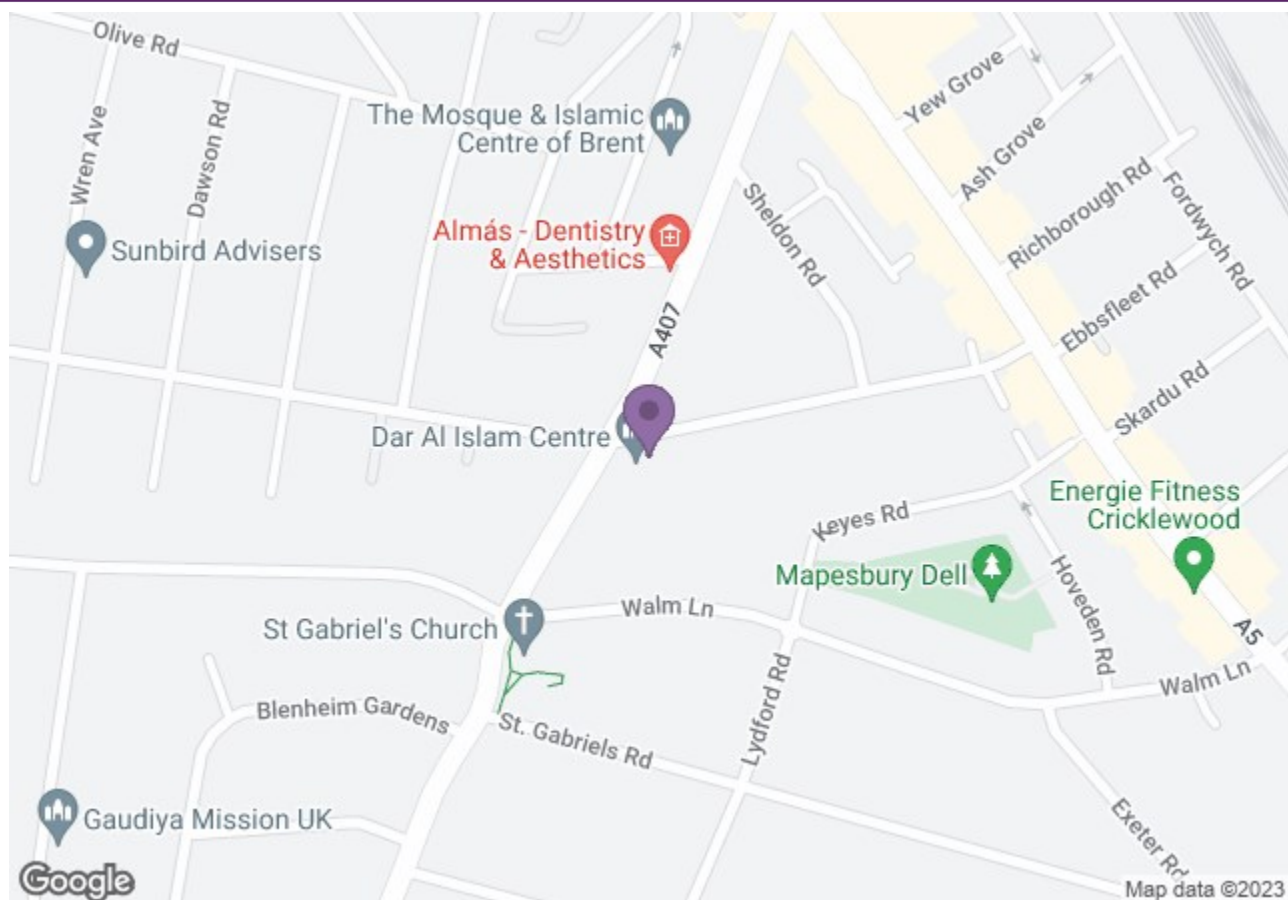 Olive Rd
Wren Ave
Dawson Rd
The Mosque & Islamic
Centre of Brent
Yew Grove
Ash Grove
Richborough Rd
Fordwych Rd
Sunbird Advisers
Almás - Dentistry
& Aesthetics
Sheldon Rd
Ebbsfleet Rd
A407
Skardu Rd
Dar Al Islam Centre
Energie Fitness
Cricklewood
Keyes Rd
Mapesbury Dell
Hoveden Rd
St Gabriel's Church
Walm Ln
A5
Walm Ln
Lydford Rd
Blenheim Gardens
St. Gabriels Rd
Exeter Rd
Gaudiya Mission UK
Google
Map data ©2023